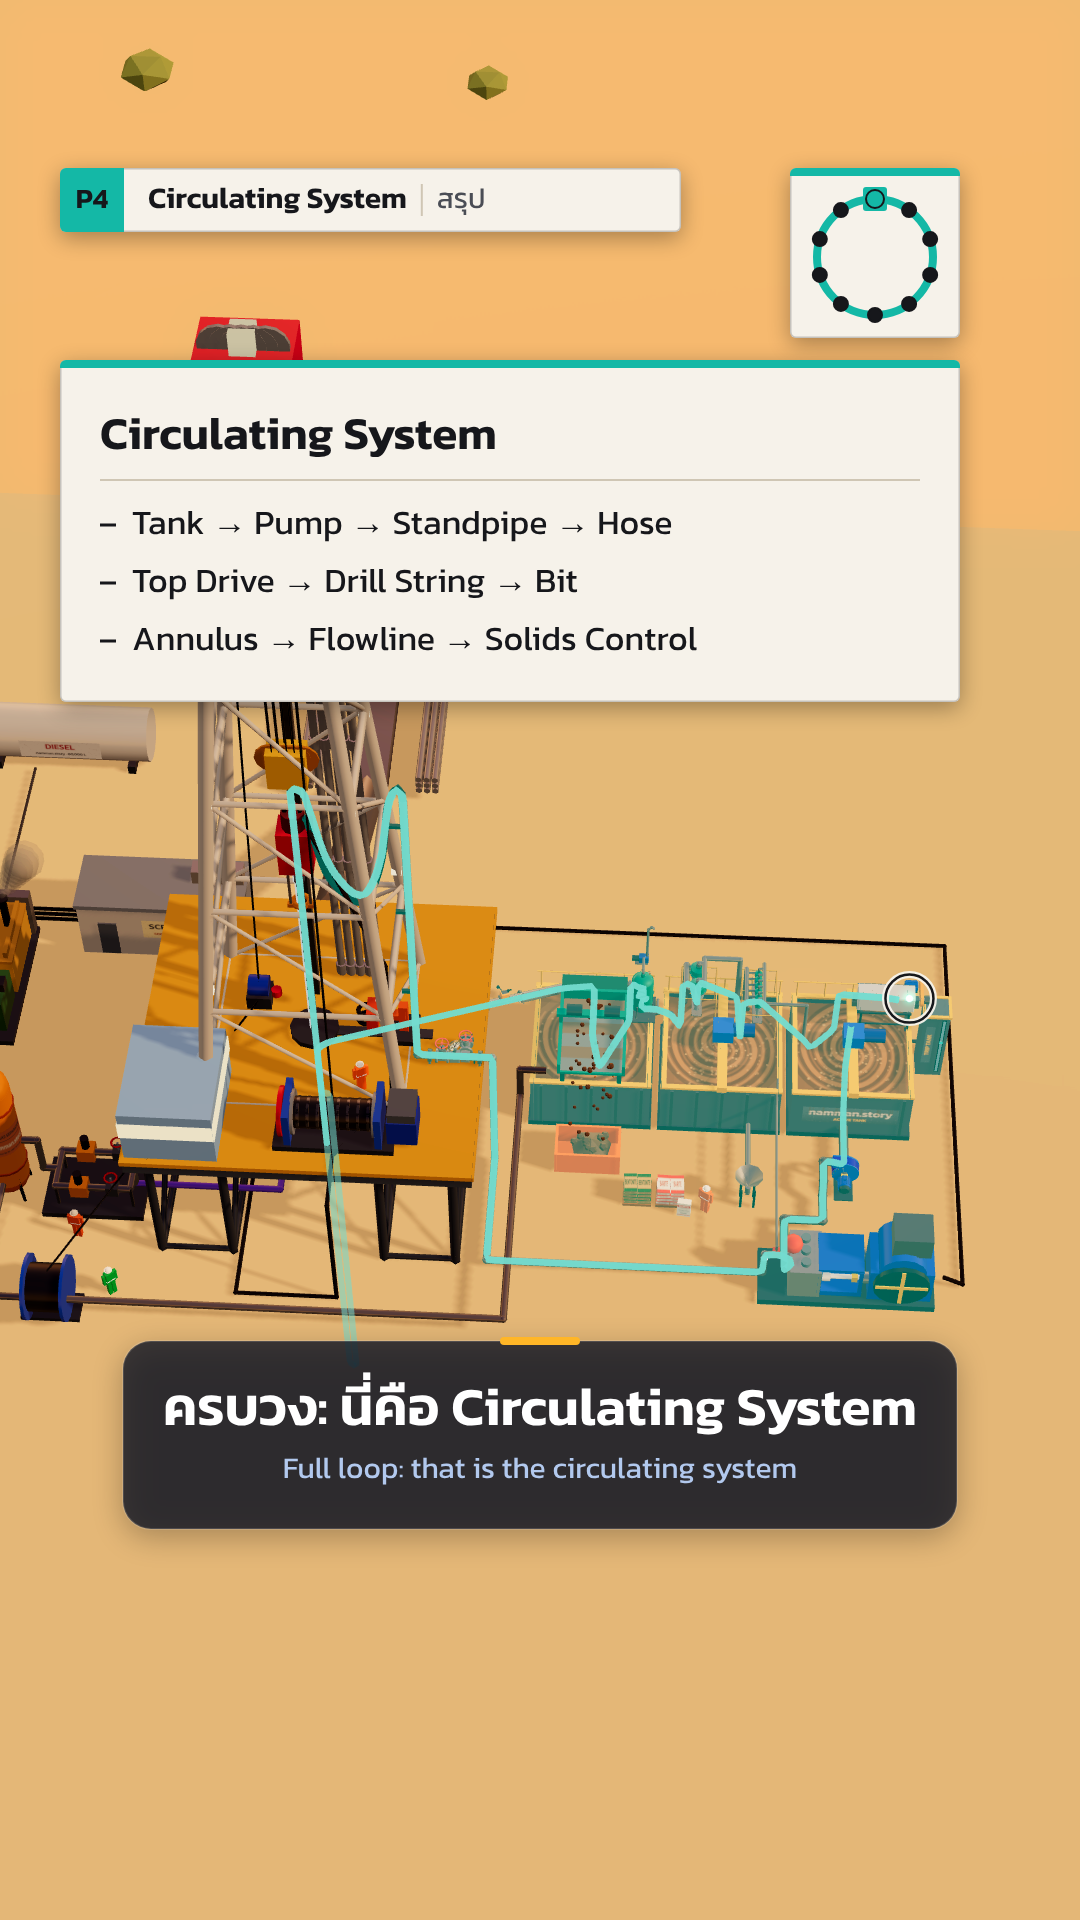 P4 Circulating System | สรุป
Circulating System
– Tank → Pump → Standpipe → Hose
– Top Drive → Drill String → Bit
– Annulus → Flowline → Solids Control
DIESEL
namman.story
ครบวง: นี่คือ Circulating System
Full loop: that is the circulating system